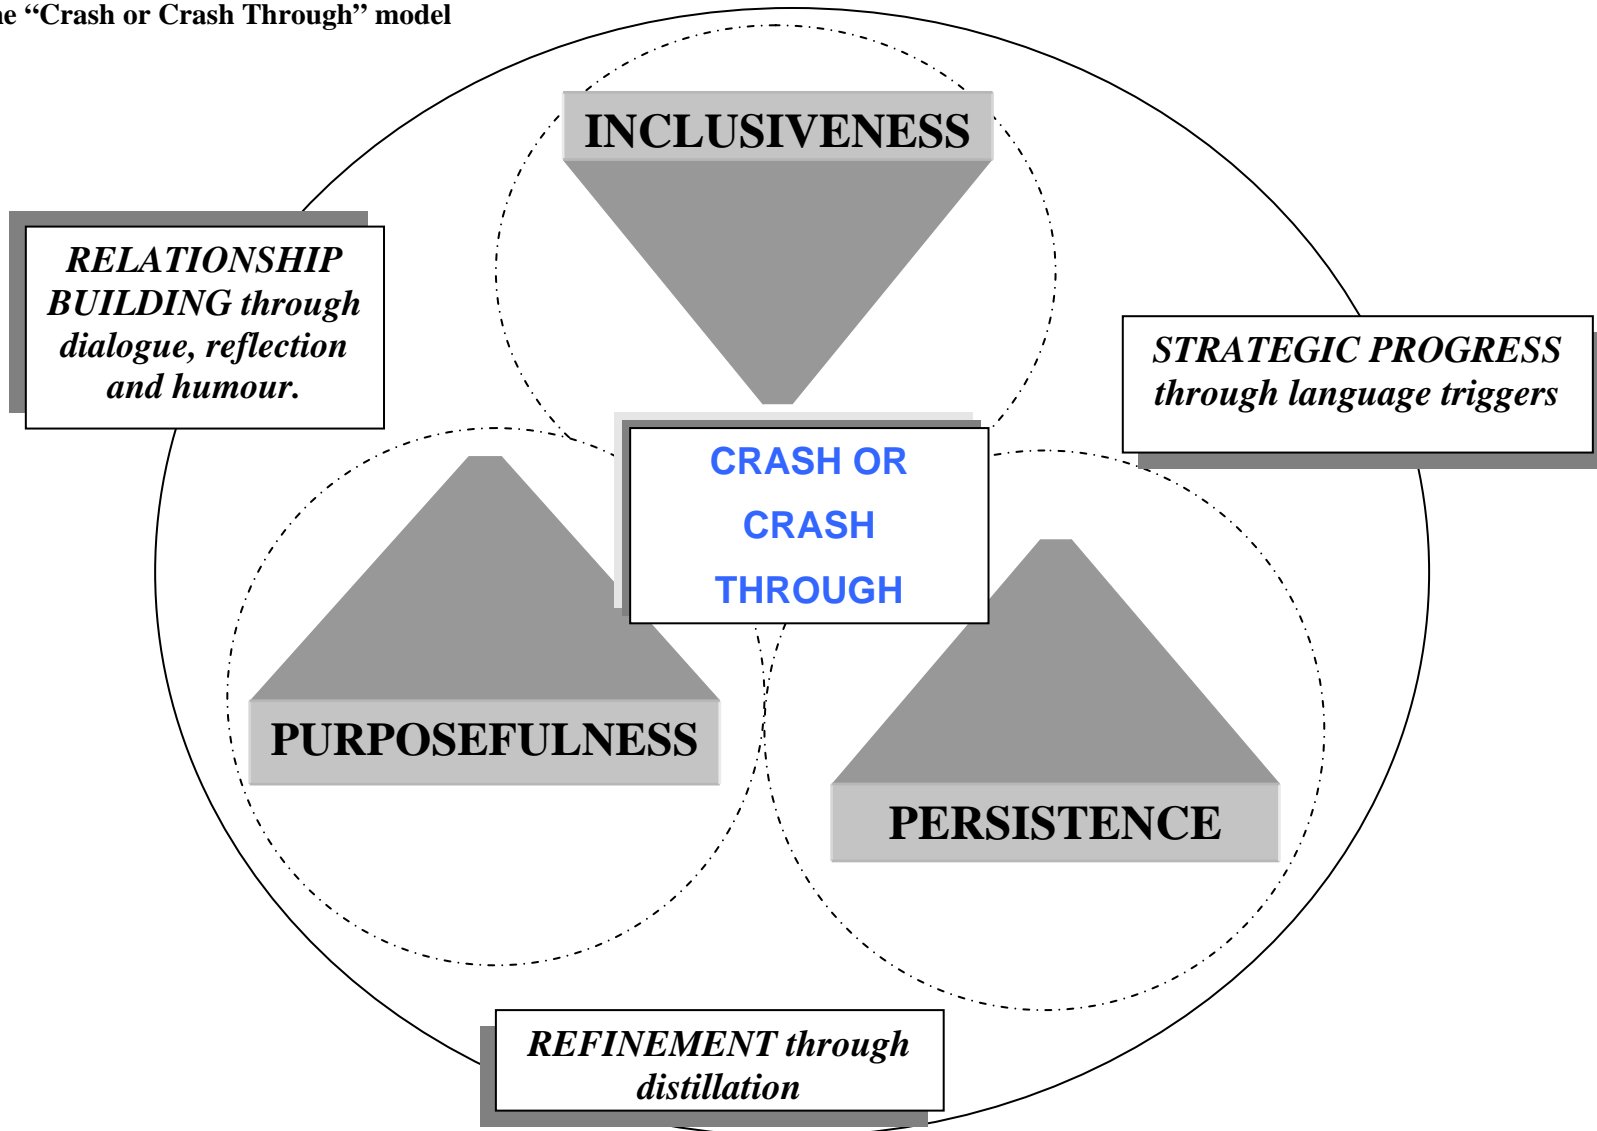 “Crash or Crash Through” model
INCLUSIVENESS
RELATIONSHIP
BUILDING through
dialogue, reflection
and humour.
STRATEGIC PROGRESS
through language triggers
CRASH OR
CRASH
THROUGH
PURPOSEFULNESS
PERSISTENCE
REFINEMENT through
distillation